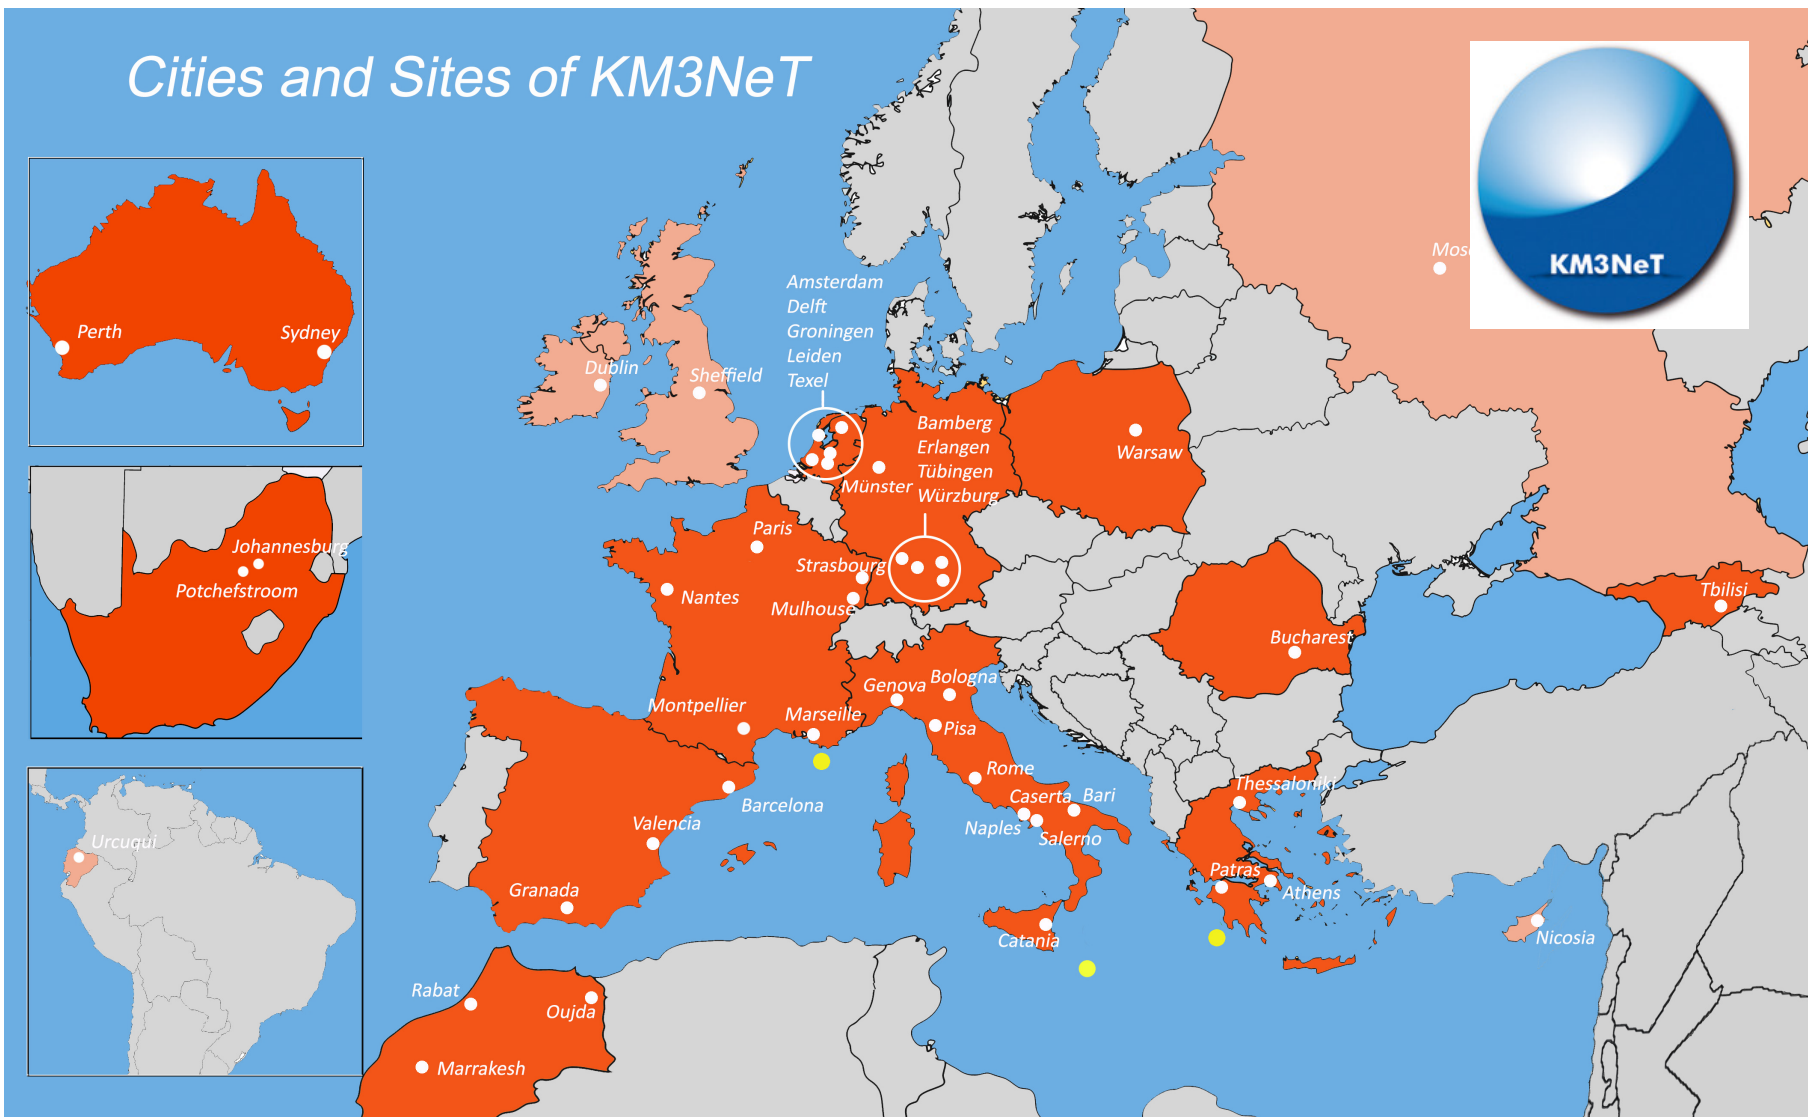 Cities and Sites of KM3NeT
KM3NeT
Perth
Sydney
Johannesburg
Potchefstroom
Urcuqui
Amsterdam
Delft
Groningen
Leiden
Texel
Dublin
Sheffield
Bamberg
Erlangen
Tübingen
Würzburg
Münster
Warsaw
Paris
Strasbourg
Nantes
Mulhouse
Tbilisi
Bucharest
Genova
Bologna
Montpellier
Marseille
Pisa
Rome
Barcelona
Caserta
Bari
Naples
Salerno
Thessaloniki
Valencia
Granada
Patras
Athens
Catania
Nicosia
Rabat
Oujda
Marrakesh